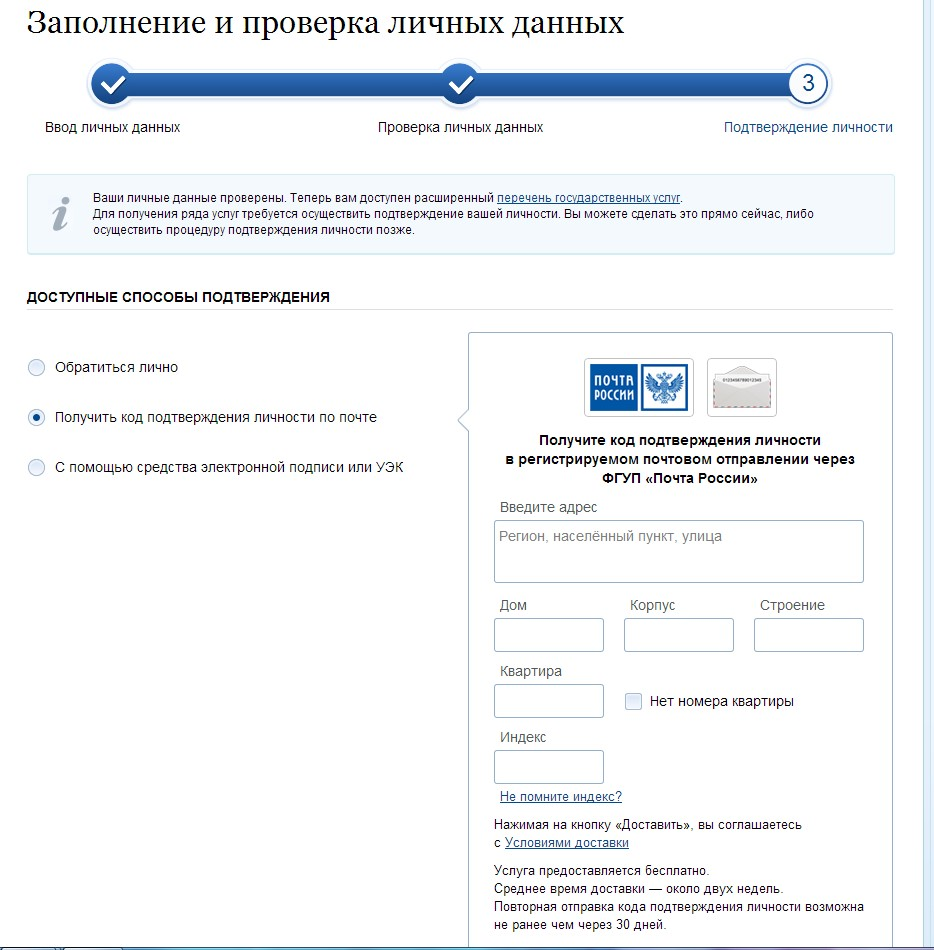 Заполнение и проверка личных данных
3
Ввод личных данных
Проверка личных данных
Подтверждение личности
Ваши личные данные проверены. Теперь вам доступен расширенный перечень государственных услуг.
Для получения ряда услуг требуется осуществить подтверждение вашей личности. Вы можете сделать это прямо сейчас, либо
осуществить процедуру подтверждения личности позже.
ДОСТУПНЫЕ СПОСОБЫ ПОДТВЕРЖДЕНИЯ
Обратиться лично
Получить код подтверждения личности по почте
С помощью средства электронной подписи или УЭК
ПОЧТА
РОССИИ
Получите код подтверждения личности
в регистрируемом почтовом отправлении через
ФГУП «Почта России»
Введите адрес
Регион, населённый пункт, улица
Дом
Корпус
Строение
Квартира
Нет номера квартиры
Индекс
Не помните индекс?
Нажимая на кнопку «Доставить», вы соглашаетесь
с Условиями доставки
Услуга предоставляется бесплатно.
Среднее время доставки — около двух недель.
Повторная отправка кода подтверждения личности возможна
не ранее чем через 30 дней.